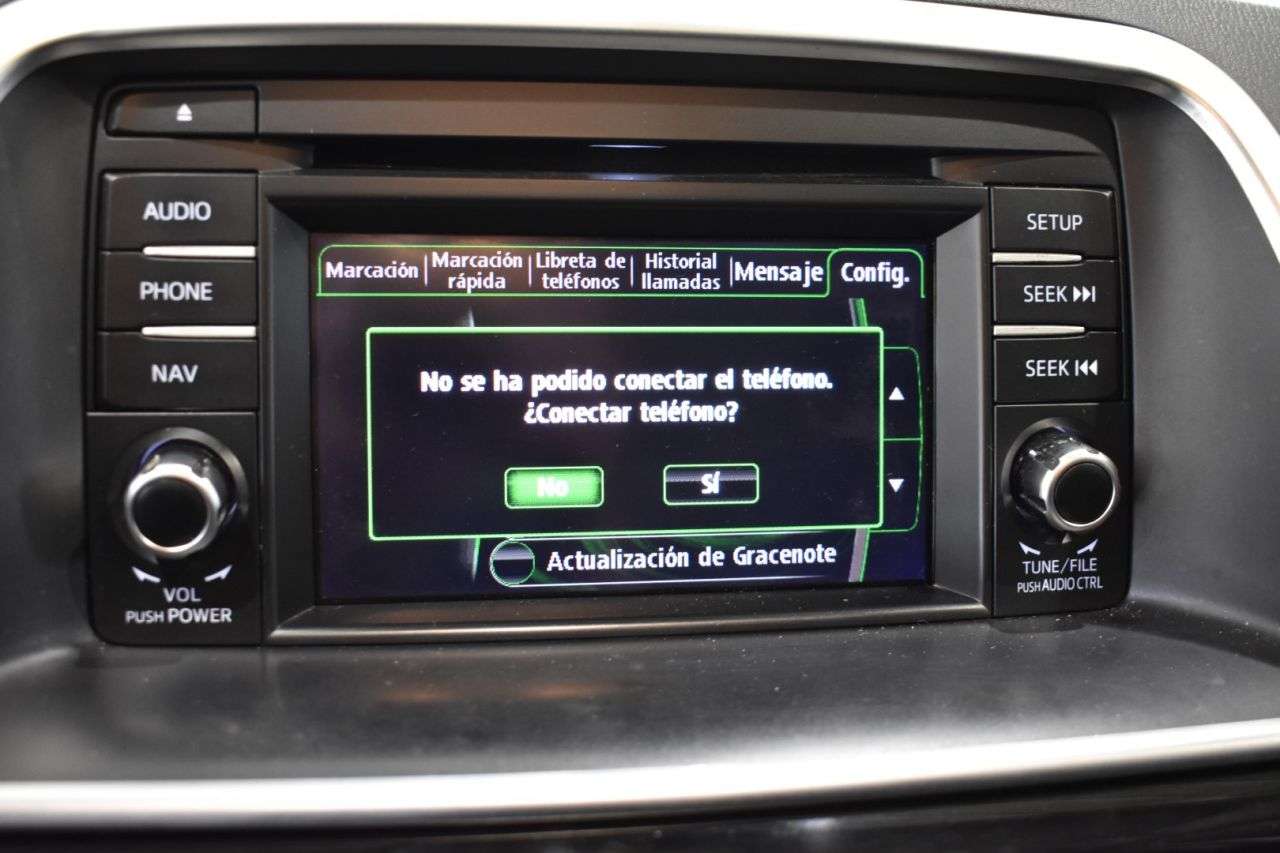 AUDIO
PHONE
NAV
VOL
PUSH POWER
Marcación
Marcación
rápida
Libreta de
teléfonos
Historial
llamadas
Mensaje
Config.
No se ha podido conectar el teléfono.
¿Conectar teléfono?
No
SÍ
Actualización de Gracenote
SETUP
SEEK
SEEK
TUNE/FILE
PUSH AUDIO CTRL